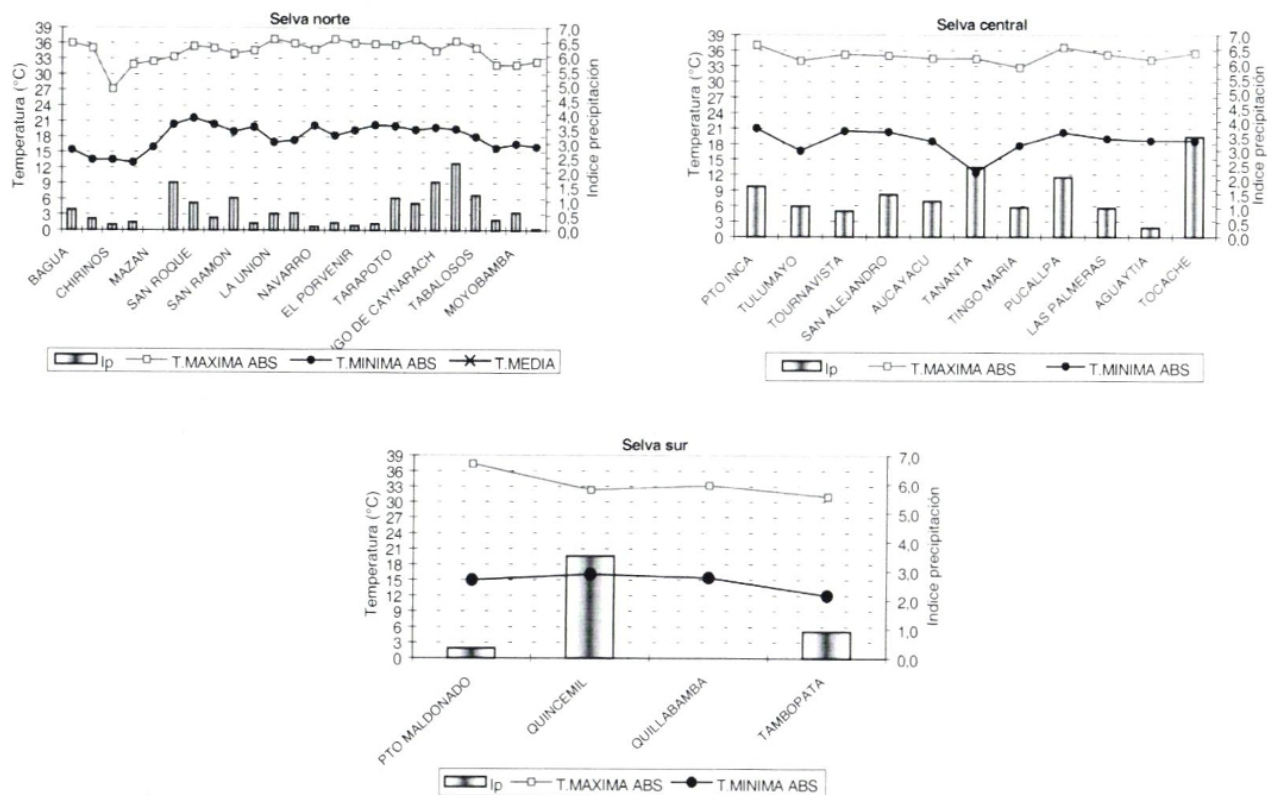 Selva norte
Temperatura (°C)
39
36
33
30
27
24
21
18
15
12
9
6
3
0
7.0
6.5
6.0
5.5
5.0
4.5
4.0
3.5
3.0
2.5
2.0
1.5
1.0
0.5
0.0
Indice precipitación
BAGUA
CHIRINOS
MAZAN
SAN ROQUE
SAN RAMON
LA UNION
NAVARRO
EL PORVENIR
TARAPOTO
NGO DE CAYNARACH
TABALOSOS
MOYOBAMBA
Ip T.MAXIMA ABS T.MINIMA ABS T.MEDIA
Selva central
Temperatura (°C)
39
36
33
30
27
24
21
18
15
12
9
6
3
0
7.0
6.5
6.0
5.5
5.0
4.5
4.0
3.5
3.0
2.5
2.0
1.5
1.0
0.5
0.0
Indice precipitación
PTO INCA
TULUMAYO
TOURNAVISTA
SAN ALEJANDRO
AUCAYACU
TANANTA
TINGO MARIA
PUCALLPA
LAS PALMERAS
AGUAYTIA
TOCACHE
Ip T.MAXIMA ABS T.MINIMA ABS
Selva sur
Temperatura (°C)
39
36
33
30
27
24
21
18
15
12
9
6
3
0
7.0
6.0
5.0
4.0
3.0
2.0
1.0
0.0
Indice precipitación
PTO MALDONADO
QUINCEMIL
QUILLABAMBA
TAMBOPATA
Ip T.MAXIMA ABS T.MINIMA ABS